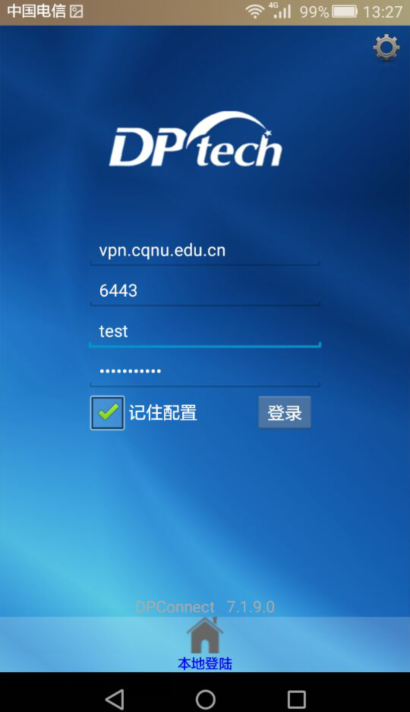 中国电信 4G 99% 13:27
DPtech
vpn.cqnu.edu.cn
6443
test
•••••••••••
记住配置 登录
DPConnect 7.1.9.0
本地登陆